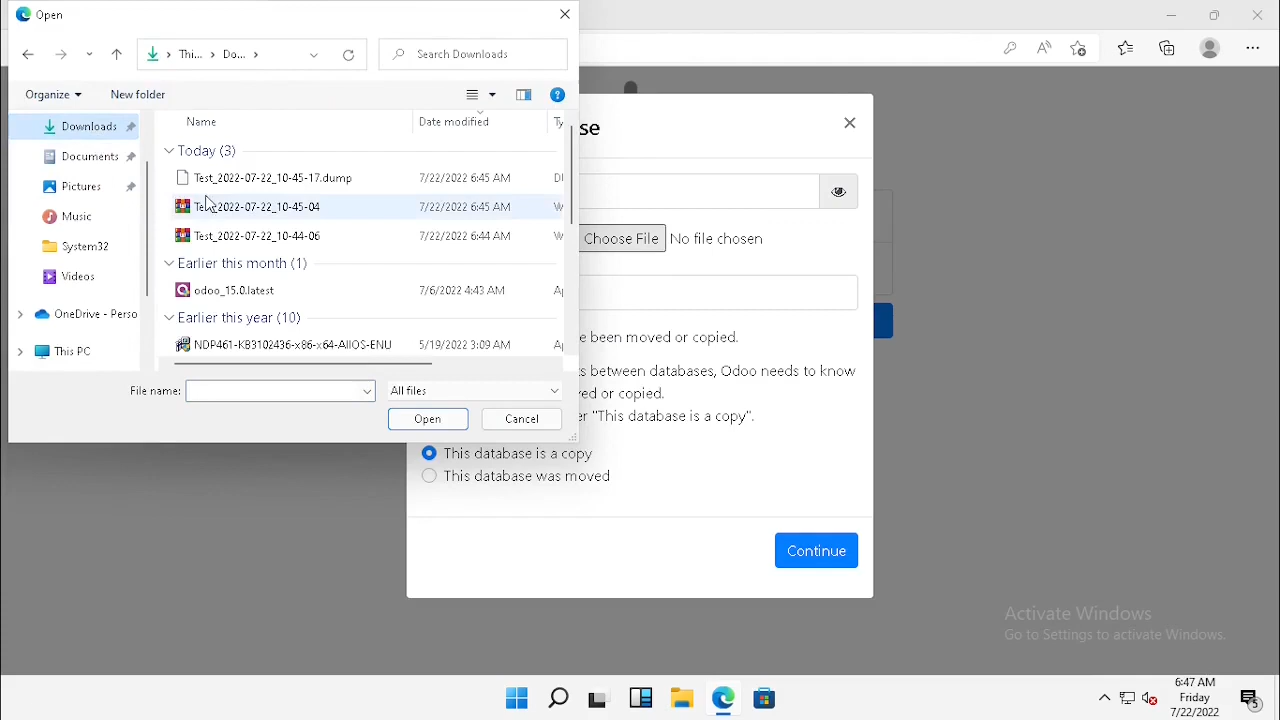 Open
Thi... Do... Search Downloads
Organize New folder
Downloads
Documents
Pictures
Music
System32
Videos
OneDrive - Perso
This PC
Name Date modified Ty
Today (3)
Test_2022-07-22_10-45-17.dump 7/22/2022 6:45 AM
Test_2022-07-22_10-45-04 7/22/2022 6:45 AM W
Test_2022-07-22_10-44-06 7/22/2022 6:44 AM W
Earlier this month (1)
odoo_15.0.latest 7/6/2022 4:43 AM Ap
Earlier this year (10)
NDP461-KB3102436-x86-x64-AllOS-ENU 5/19/2022 3:09 AM Ap
File name: All files
Open Cancel
se
Choose File No file chosen
e been moved or copied.
ts between databases, Odoo needs to know
ved or copied.
er "This database is a copy".
This database is a copy
This database was moved
Continue
Activate Windows
Go to Settings to activate Windows.
6:47 AM
Friday
7/22/2022
5